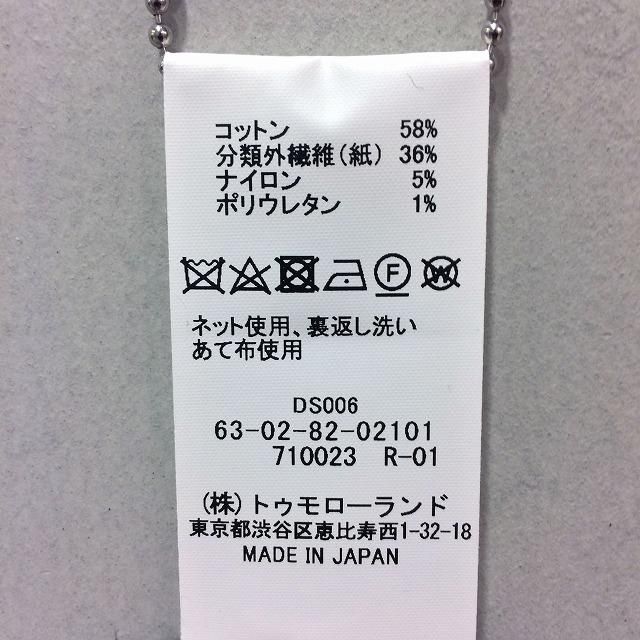 コットン 58%
分類外繊維(紙) 36%
ナイロン 5%
ポリウレタン 1%
F W
ネット使用、裏返し洗い
あて布使用
DS006
63-02-82-02101
710023 R-01
(株)トゥモローランド
東京都渋谷区恵比寿西1-32-18
MADE IN JAPAN